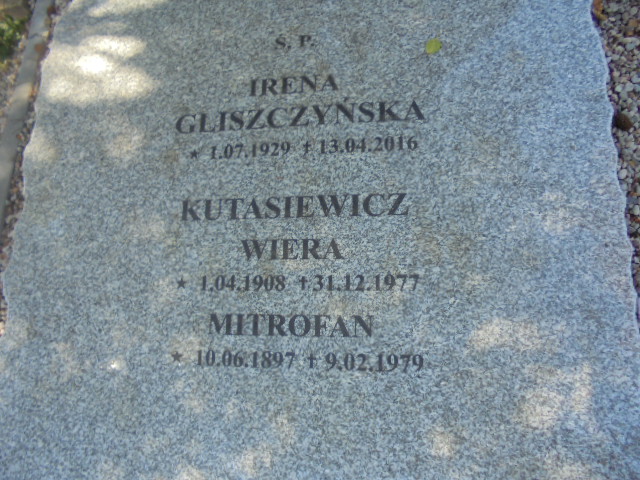 Ś. P.
IRENA
GLISZCZYŃSKA
★ 1.07.1929 ✝ 13.04.2016
KUTASIEWICZ
WIERA
★ 1.04.1908 ✝ 31.12.1977
MITROFAN
★ 10.06.1897 ✝ 9.02.1979